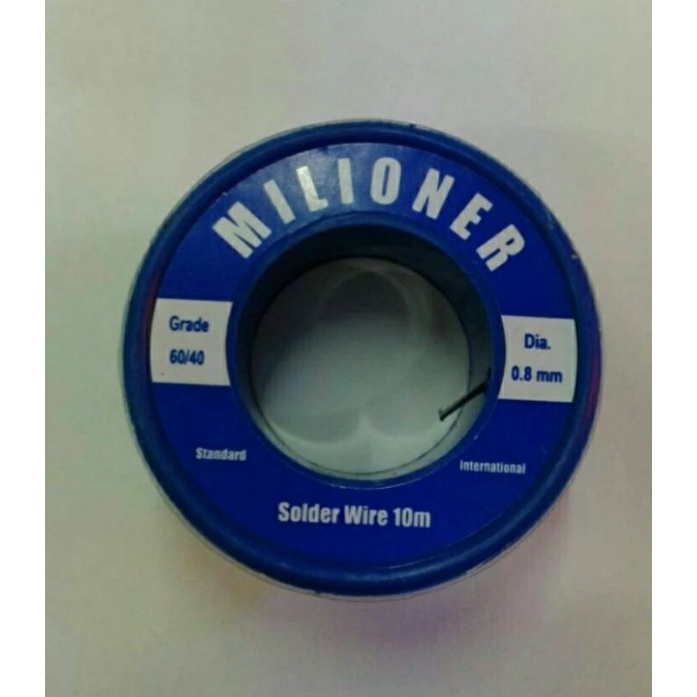 MILIONER
Grade
60/40
Dia.
0.8 mm
Standard
International
Solder Wire 10m